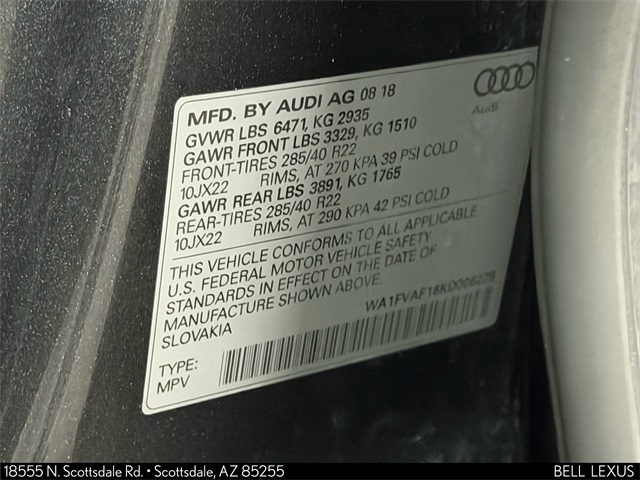 MFD. BY AUDI AG 08 18
GVWR LBS 6471, KG 2935
GAWR FRONT LBS 3329, KG 1510
FRONT-TIRES 285/40 R22
10JX22 RIMS, AT 270 KPA 39 PSI COLD
GAWR REAR LBS 3891, KG 1765
REAR-TIRES 285/40 R22
10JX22 RIMS, AT 290 KPA 42 PSI COLD
THIS VEHICLE CONFORMS TO ALL APPLICABLE
U.S. FEDERAL MOTOR VEHICLE SAFETY
STANDARDS IN EFFECT ON THE DATE OF
MANUFACTURE SHOWN ABOVE.
SLOVAKIA
TYPE:
MPV
Audi
18555 N. Scottsdale Rd. • Scottsdale, AZ 85255
BELL LEXUS